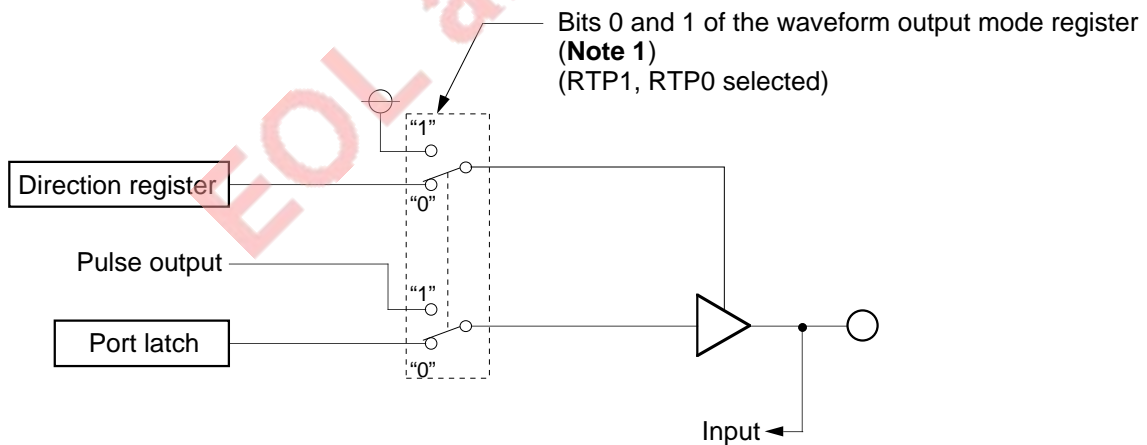 Bits 0 and 1 of the waveform output mode register
(Note 1)
(RTP1, RTP0 selected)
“1”
Direction register
“0”
Pulse output
“1”
Port latch
“0”
Input
EOL a